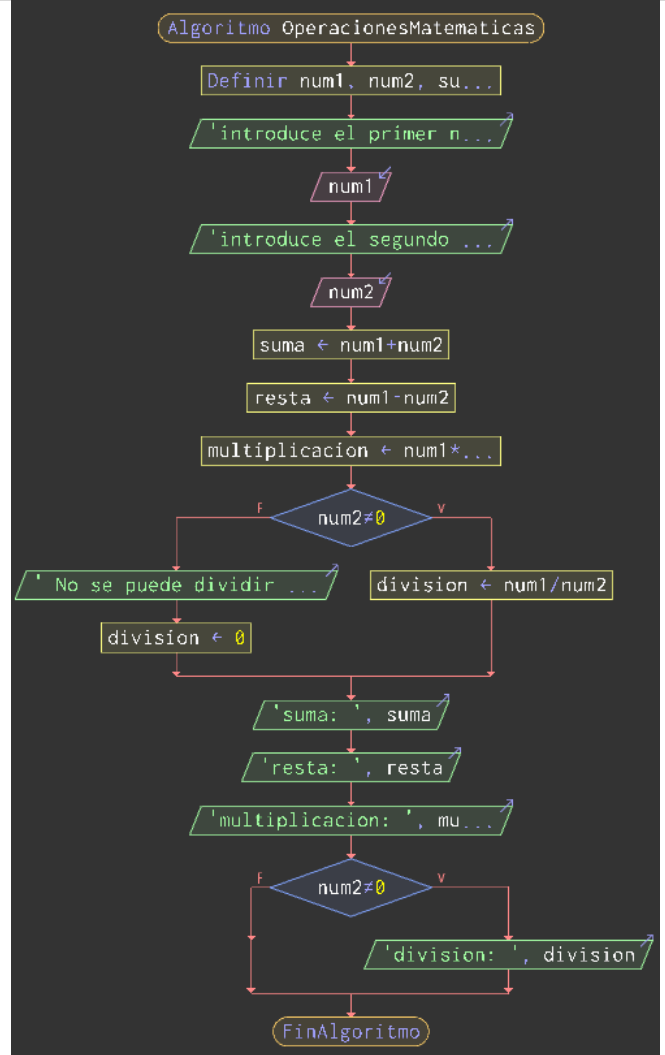 Algoritmo OperacionesMatematicas
Definir num1, num2, su...
'introduce el primer n...
num1
'introduce el segundo ...
num2
suma ← num1+num2
resta ← num1-num2
multiplicacion ← num1*...
F num2≠0 V
' No se puede dividir ... division ← num1/num2
division ← 0
'suma: ', suma
'resta: ', resta
'multiplicacion: ', mu...
F num2≠0 V
'division: ', division
FinAlgoritmo